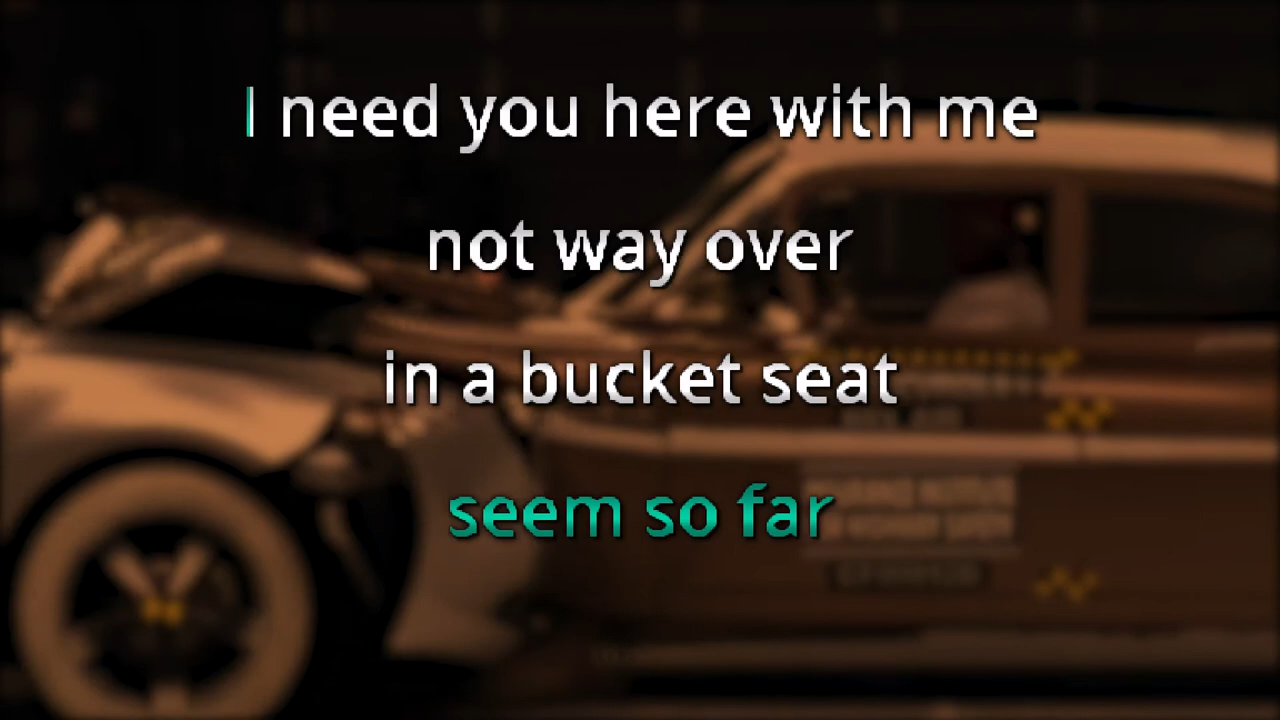 I need you here with me
not way over
in a bucket seat
seem so far